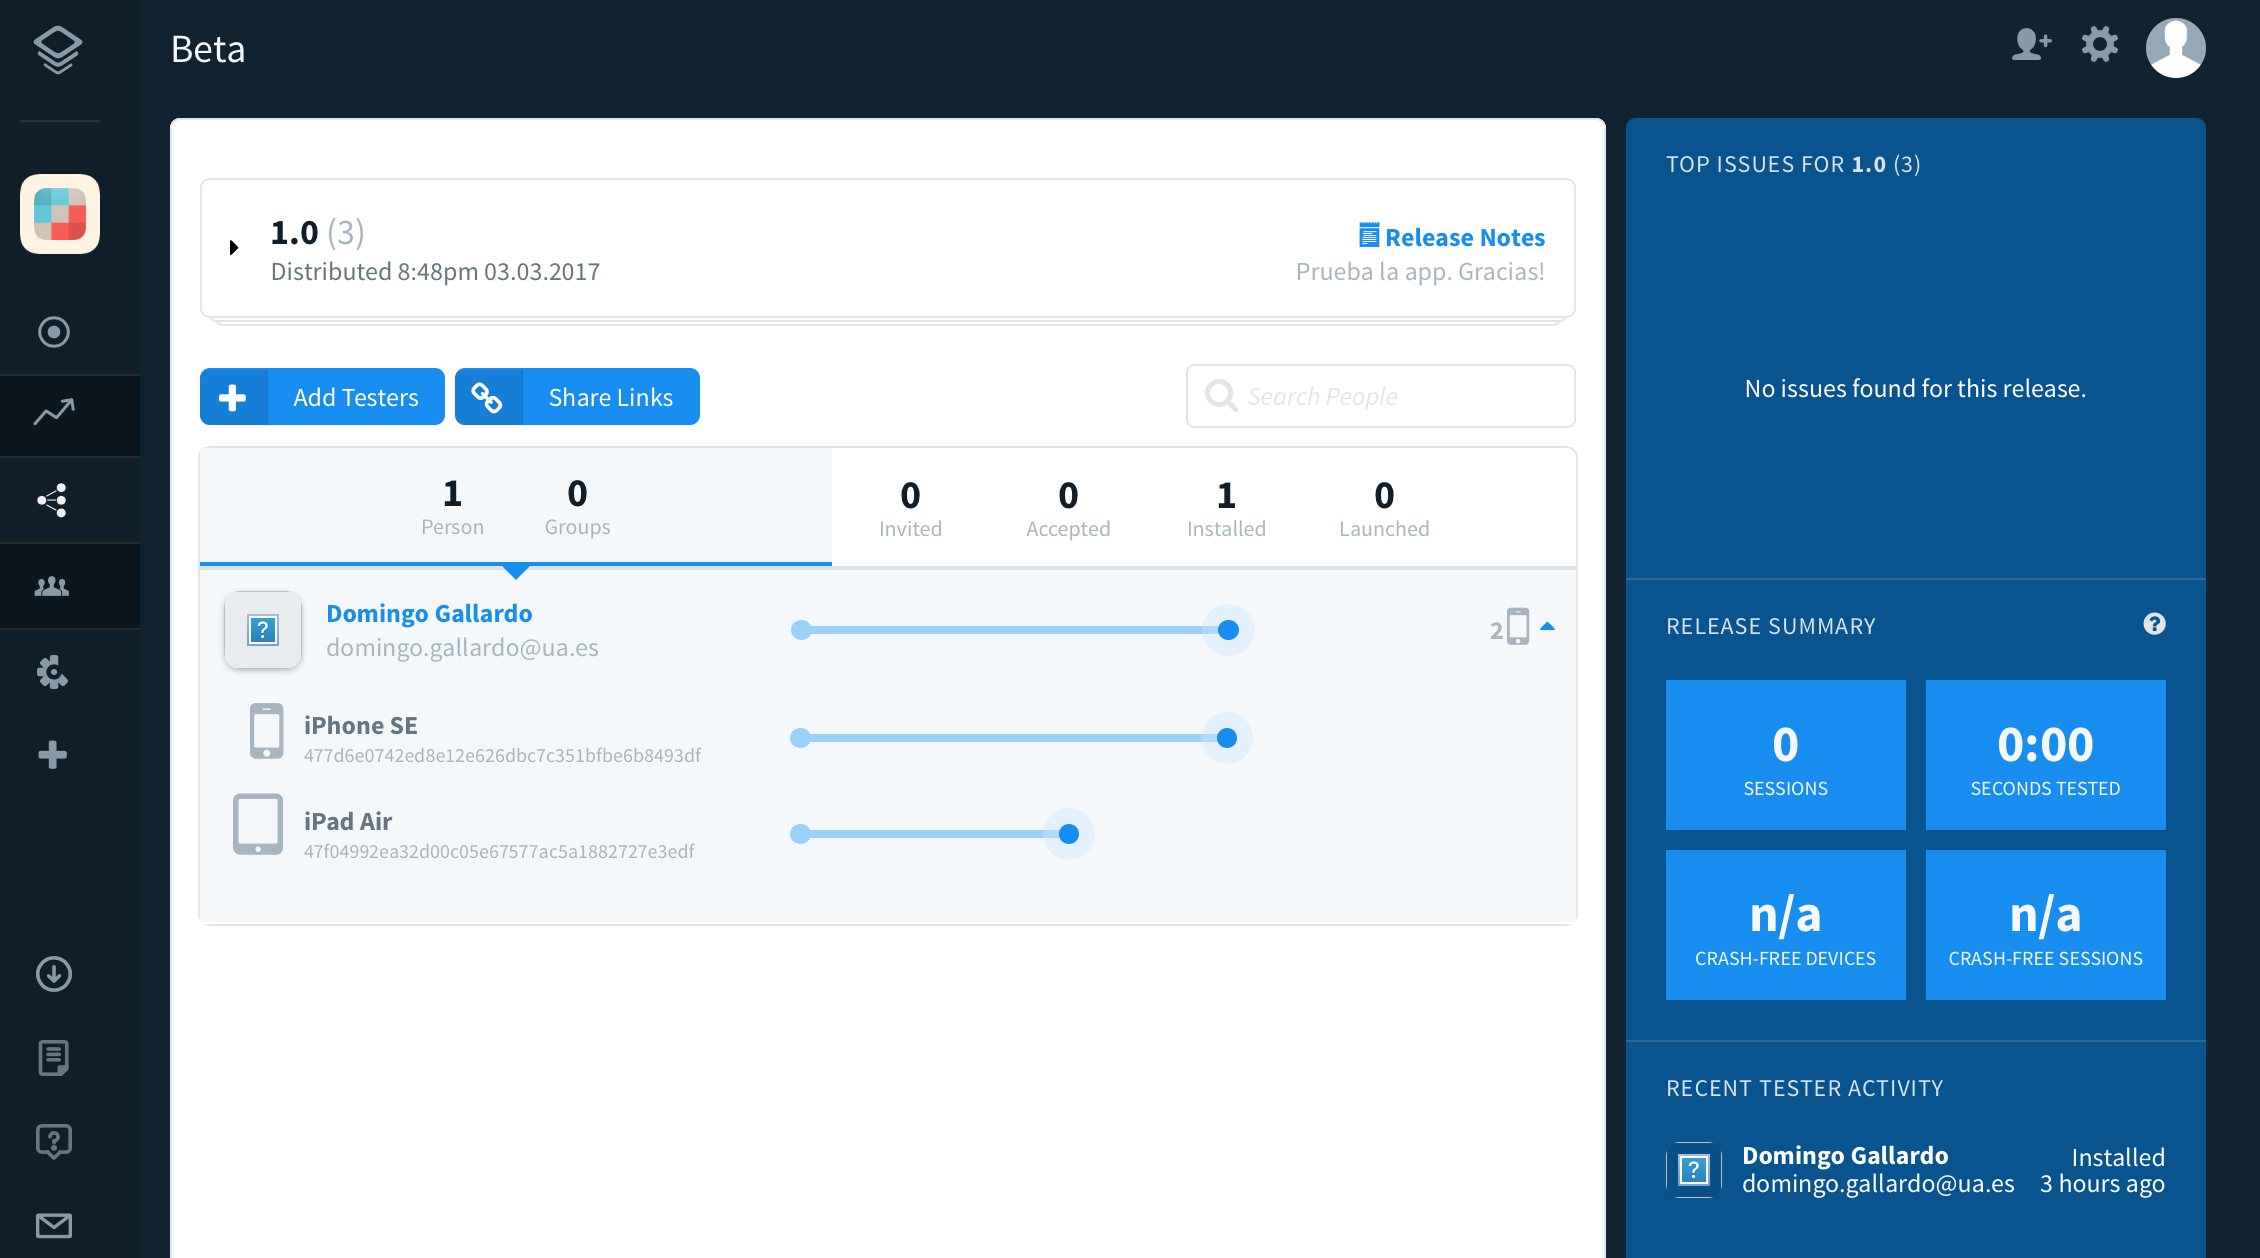 Beta
1.0 (3)
Distributed 8:48pm 03.03.2017
Release Notes
Prueba la app. Gracias!
Add Testers
Share Links
Search People
1
Person
0
Groups
0
Invited
0
Accepted
1
Installed
0
Launched
Domingo Gallardo
domingo.gallardo@ua.es
2
iPhone SE
477d6e0742ed8e12e626dbc7c351bfbe6b8493df
iPad Air
47f04992ea32d00c05e67577ac5a1882727e3edf
TOP ISSUES FOR 1.0 (3)
No issues found for this release.
RELEASE SUMMARY
0
SESSIONS
0:00
SECONDS TESTED
n/a
CRASH-FREE DEVICES
n/a
CRASH-FREE SESSIONS
RECENT TESTER ACTIVITY
Domingo Gallardo
domingo.gallardo@ua.es
Installed
3 hours ago